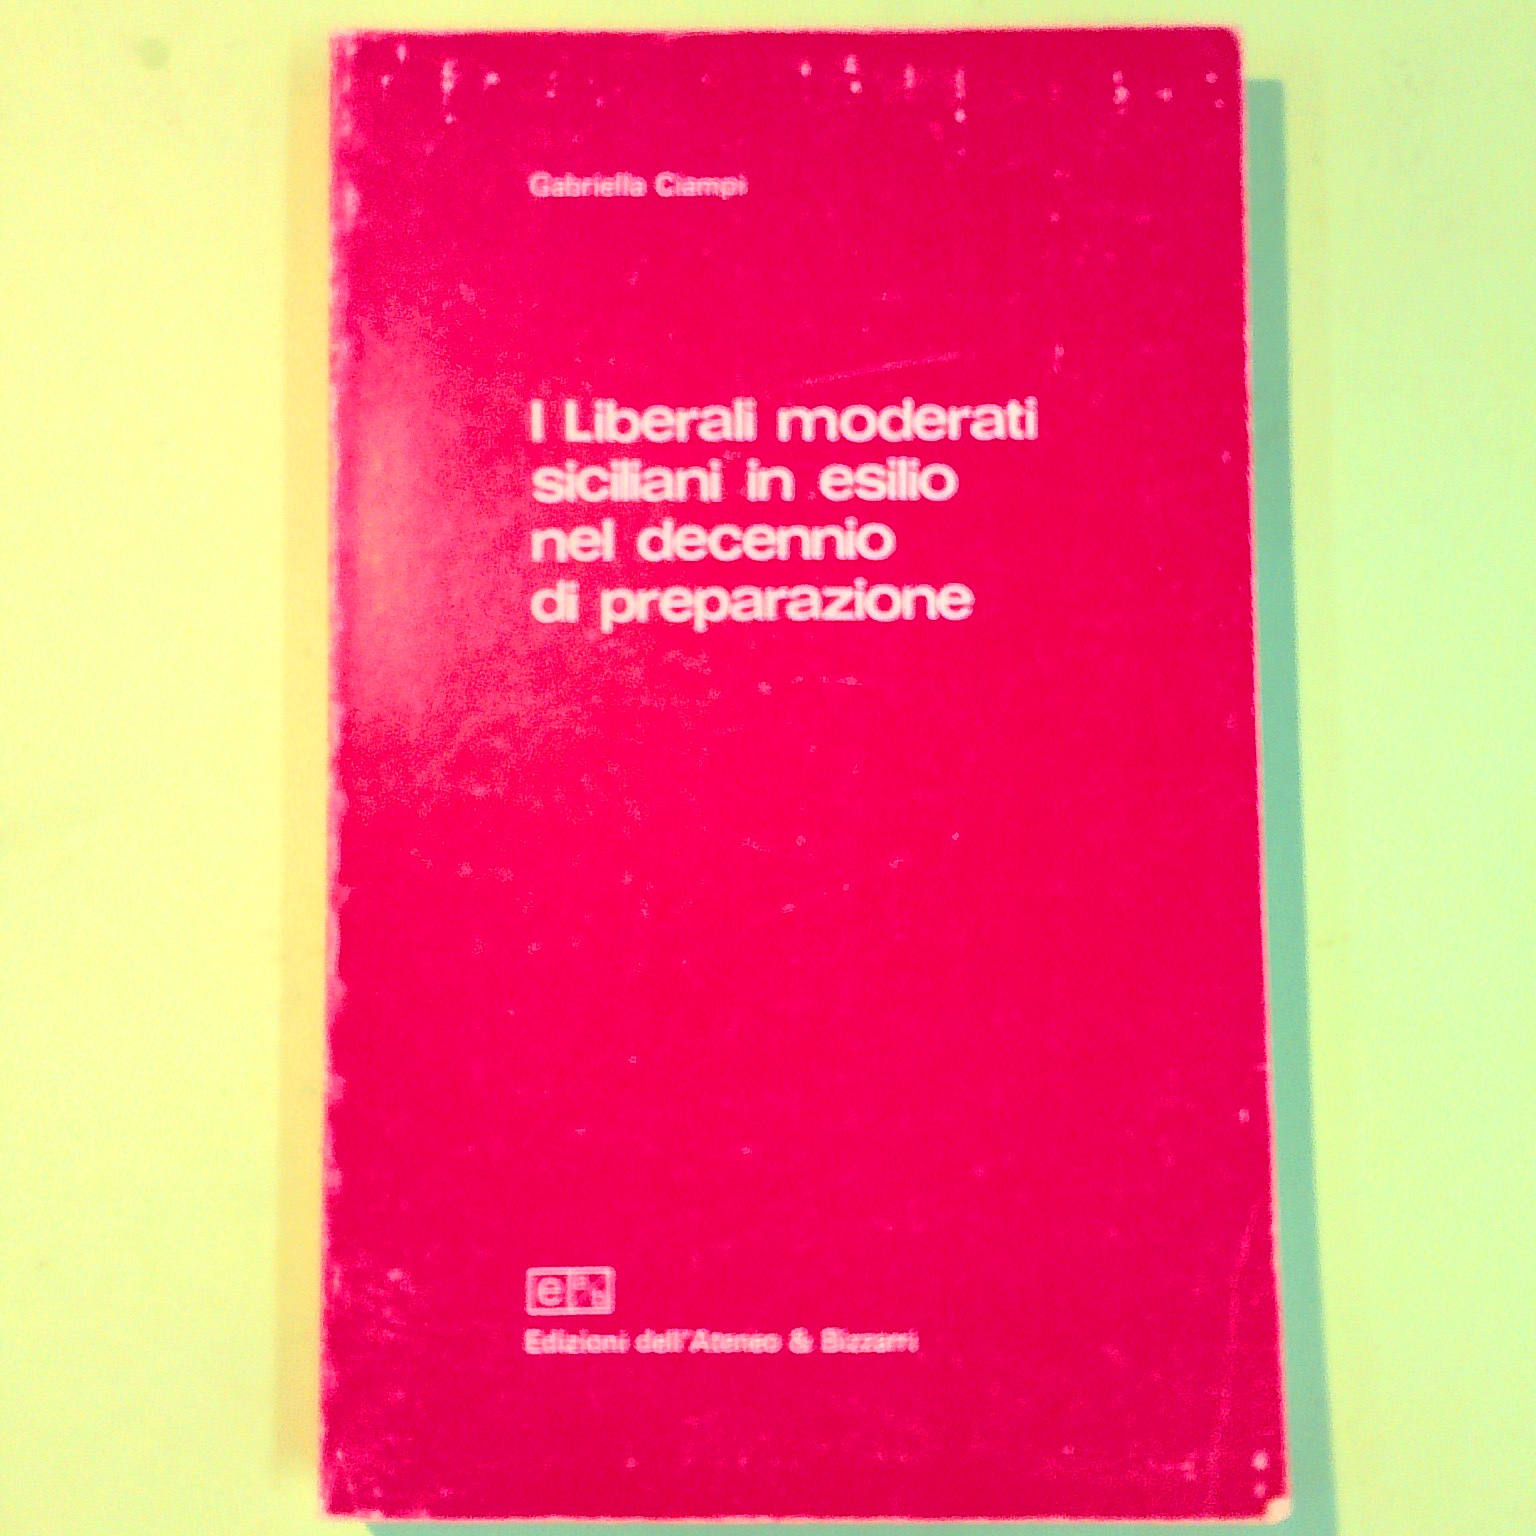 Gabriella Ciampi
I Liberali moderati
siciliani in esilio
nel decennio
di preparazione
e
Edizioni dell'Ateneo & Bizzarri